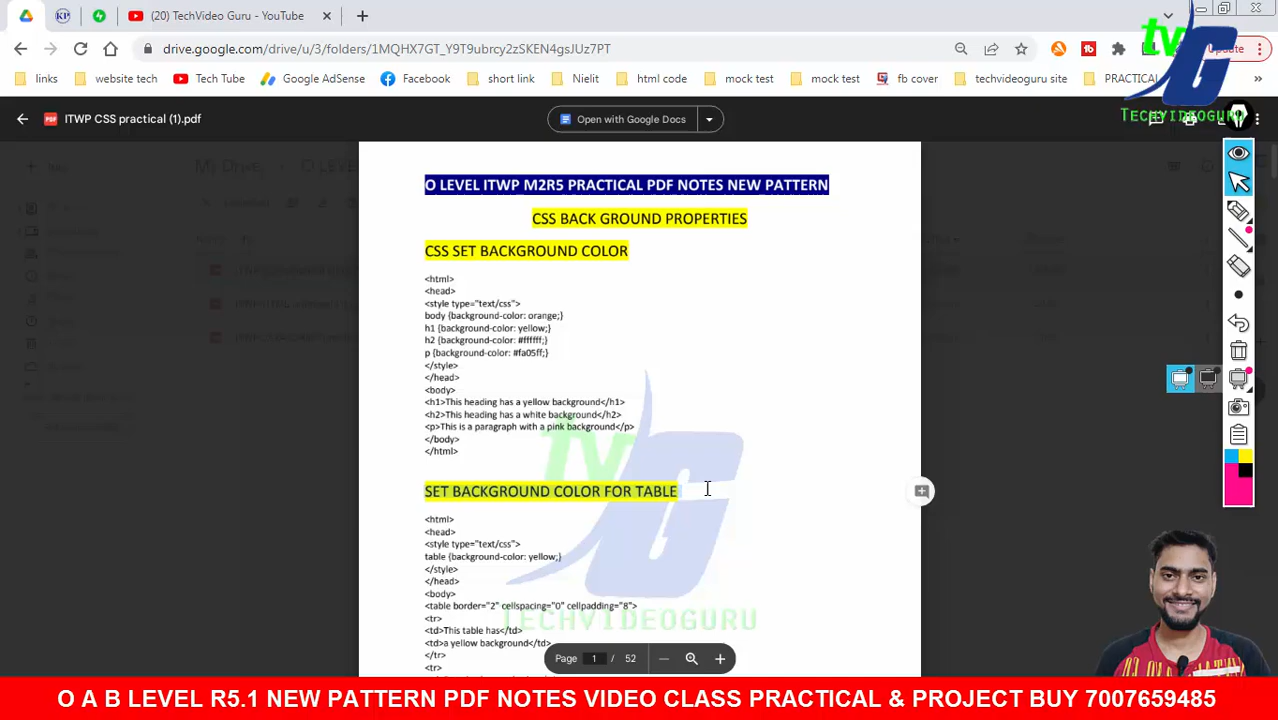 (20) TechVideo Guru - YouTube
drive.google.com/drive/u/3/folders/1MQHX7GT_Y9T9ubrcy2zSKEN4gsJUz7PT
Update
links
website tech
Tech Tube
Google AdSense
Facebook
short link
Nielit
html code
mock test
mock test
fb cover
techvideoguru site
PRACTICAL
tv G
TECHVIDEOGURU
ITWP CSS practical (1).pdf
Open with Google Docs
My Drive
O LEVEL ITWP M2R5 PRACTICAL PDF NOTES NEW PATTERN
CSS BACK GROUND PROPERTIES
CSS SET BACKGROUND COLOR
<html>
<head>
<style type="text/css">
body {background-color: orange;}
h1 {background-color: yellow;}
h2 {background-color: #ffffff;}
p {background-color: #fa05ff;}
</style>
</head>
<body>
<h1>This heading has a yellow background</h1>
<h2>This heading has a white background</h2>
<p>This is a paragraph with a pink background</p>
</body>
</html>
SET BACKGROUND COLOR FOR TABLE
<html>
<head>
<style type="text/css">
table {background-color: yellow;}
</style>
</head>
<body>
<table border="2" cellspacing="0" cellpadding="8">
<tr>
<td>This table has</td>
<td>a yellow background</td>
</tr>
<tr>
tv G
TECHVIDEOGURU
Page 1 / 52
O A B LEVEL R5.1 NEW PATTERN PDF NOTES VIDEO CLASS PRACTICAL & PROJECT BUY 7007659485